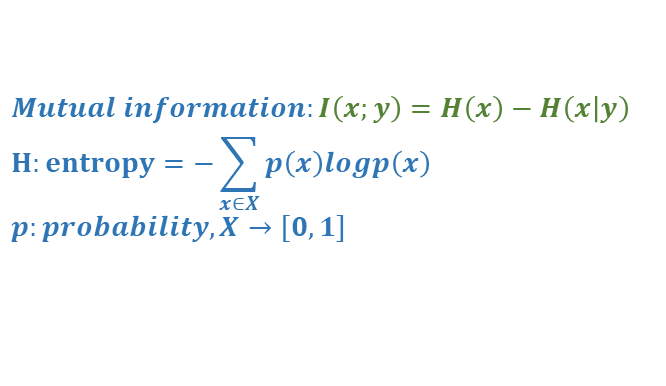 Mutual information: I(x; y) = H(x) − H(x|y)
H: entropy = − ∑ p(x)logp(x)
x∈X
p: probability, X → [0, 1]